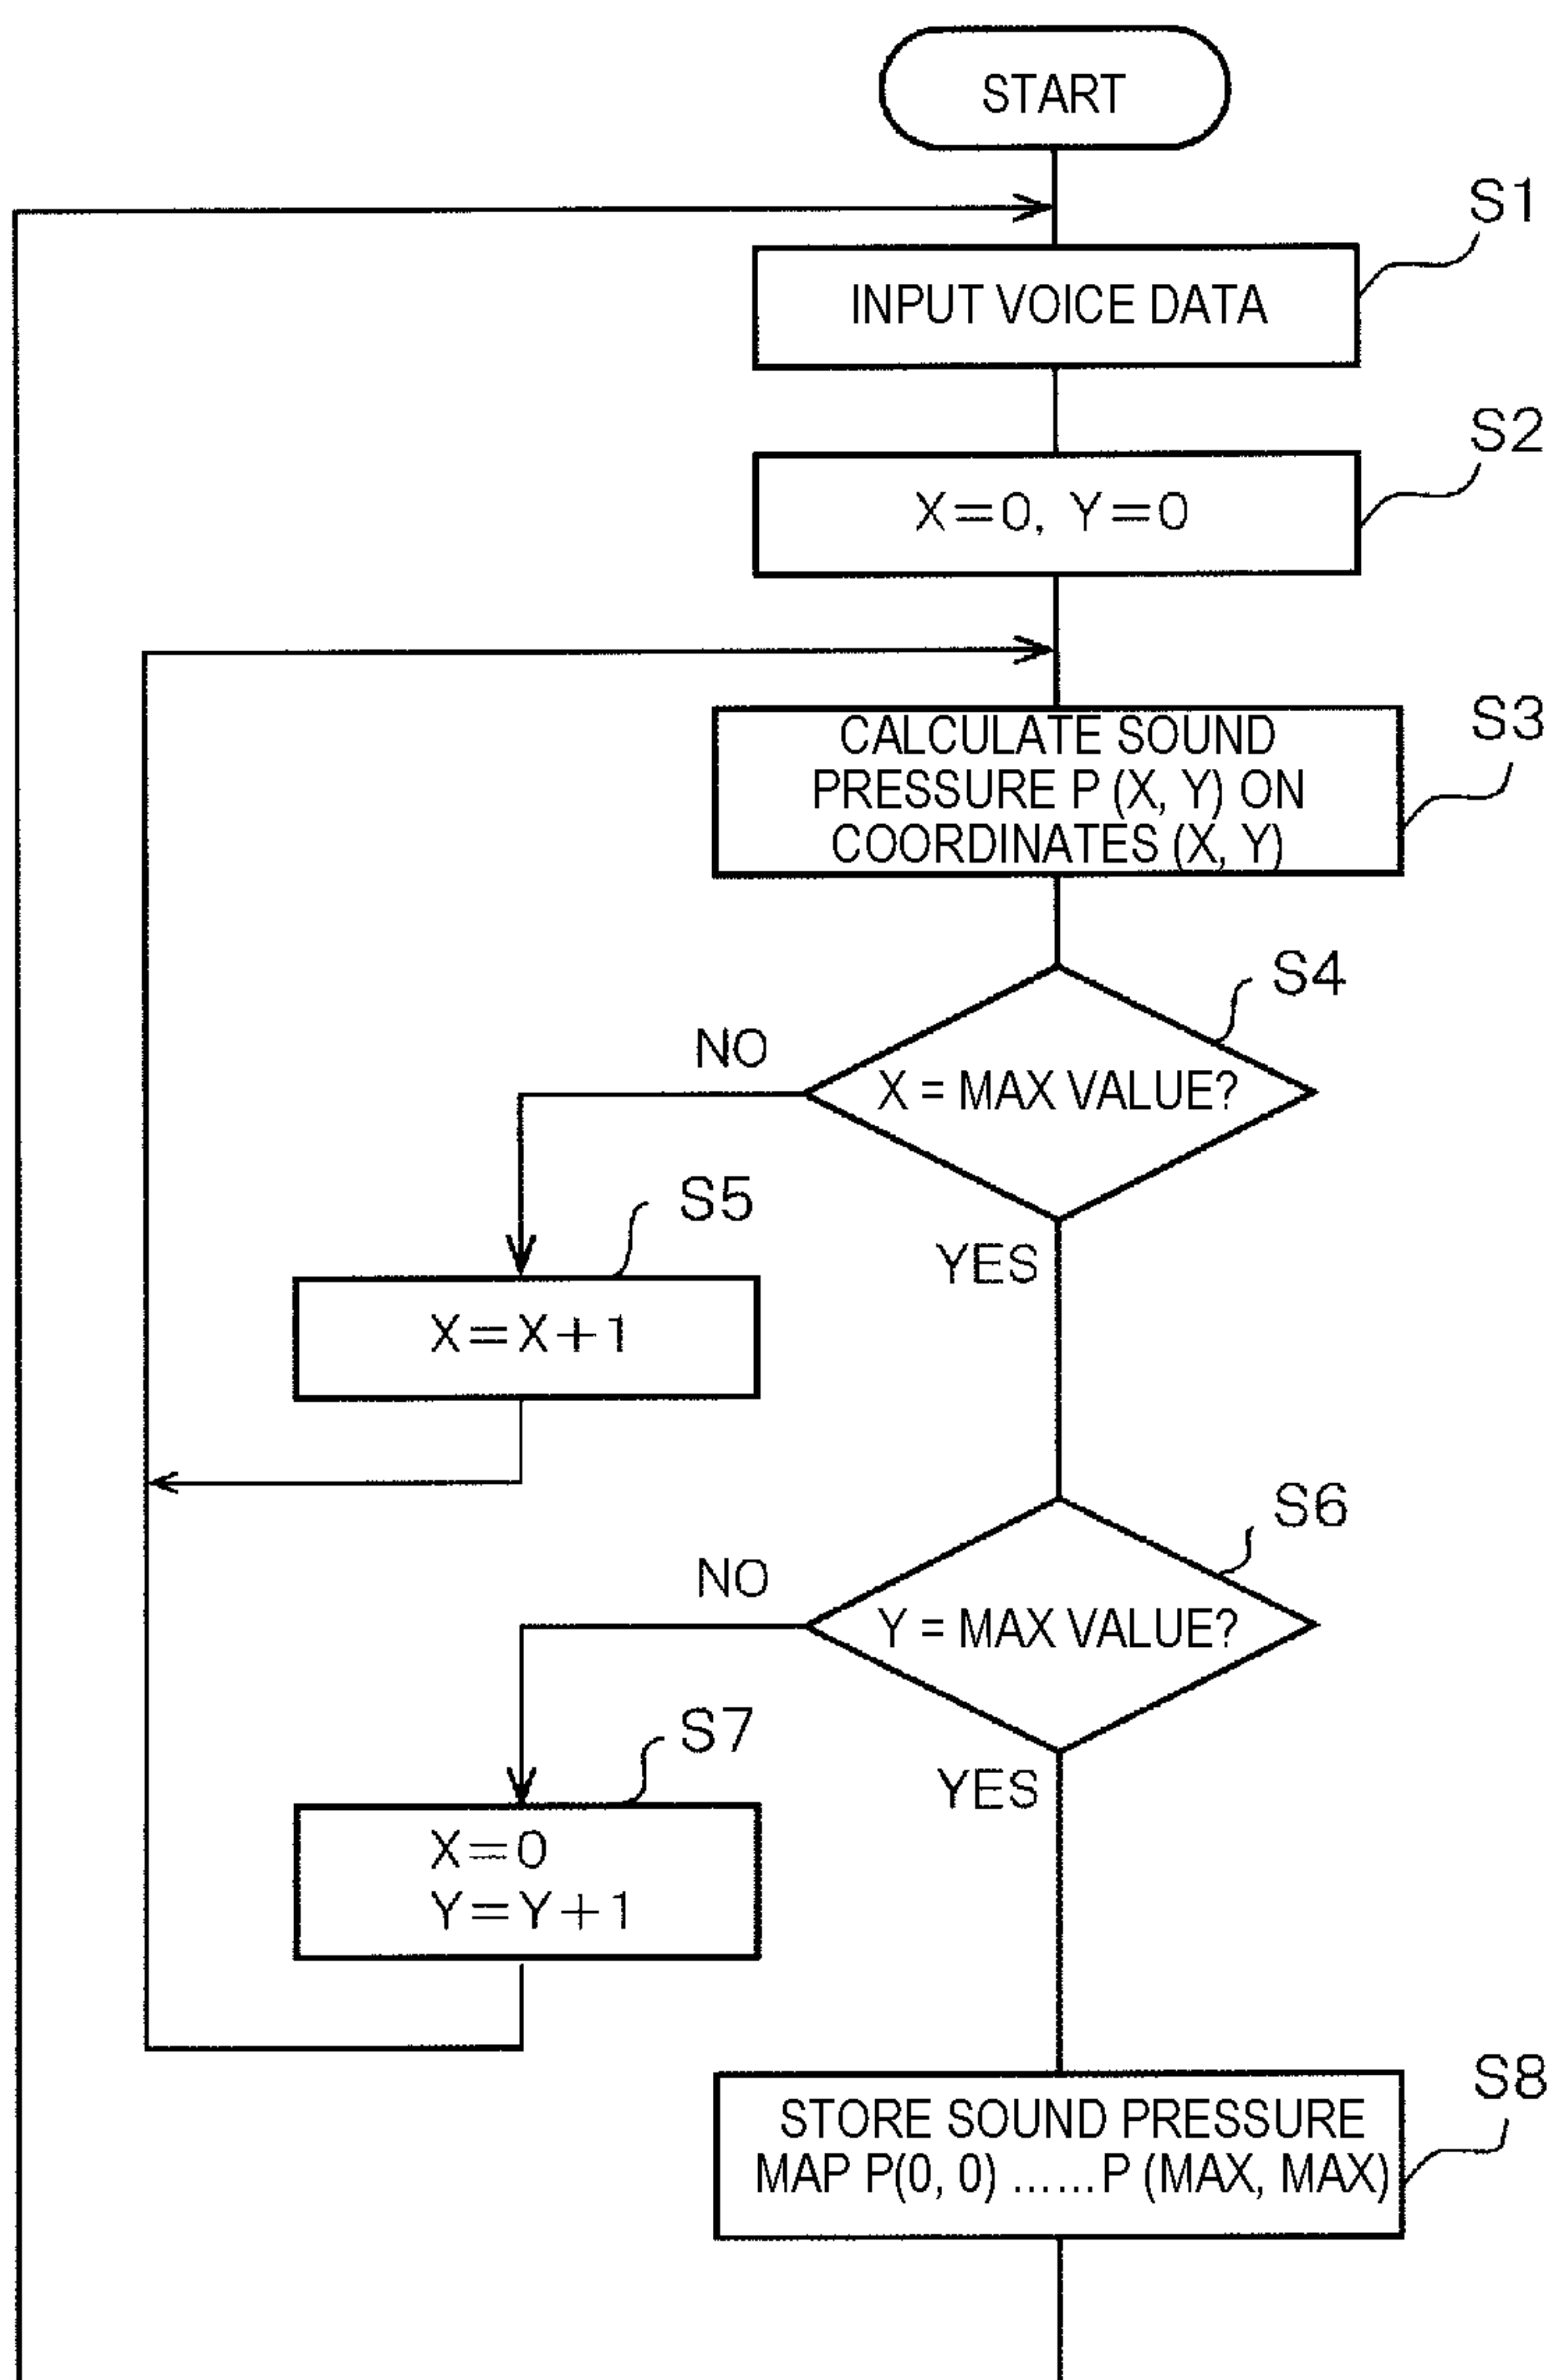 START
S1
INPUT VOICE DATA
S2
X=0, Y=0
S3
CALCULATE SOUND
PRESSURE P (X, Y) ON
COORDINATES (X, Y)
S4
NO
X = MAX VALUE?
YES
S5
X=X+1
S6
NO
Y = MAX VALUE?
YES
S7
X=0
Y=Y+1
S8
STORE SOUND PRESSURE
MAP P(0, 0) ......P (MAX, MAX)